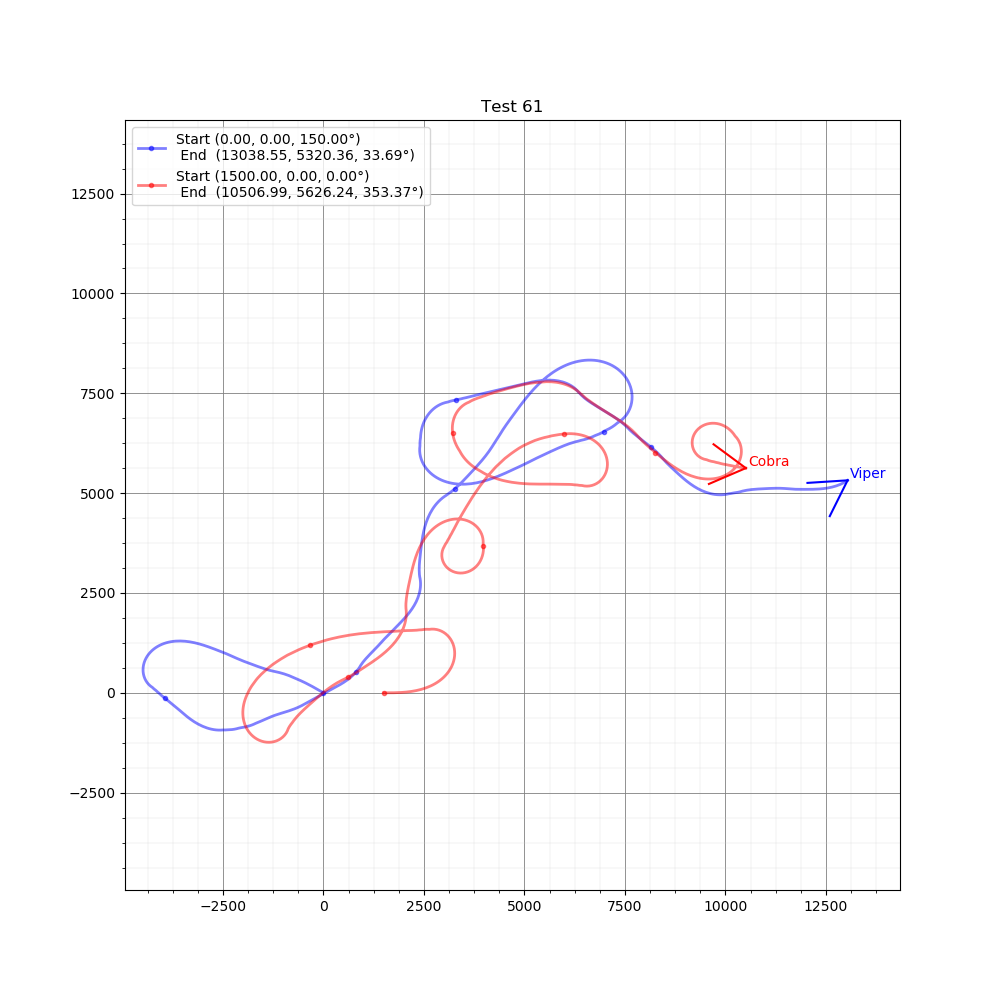 Test 61
Start (0.00, 0.00, 150.00°)
End (13038.55, 5320.36, 33.69°)
Start (1500.00, 0.00, 0.00°)
End (10506.99, 5626.24, 353.37°)
12500
10000
7500
5000
2500
0
−2500
Cobra
Viper
−2500
0
2500
5000
7500
10000
12500